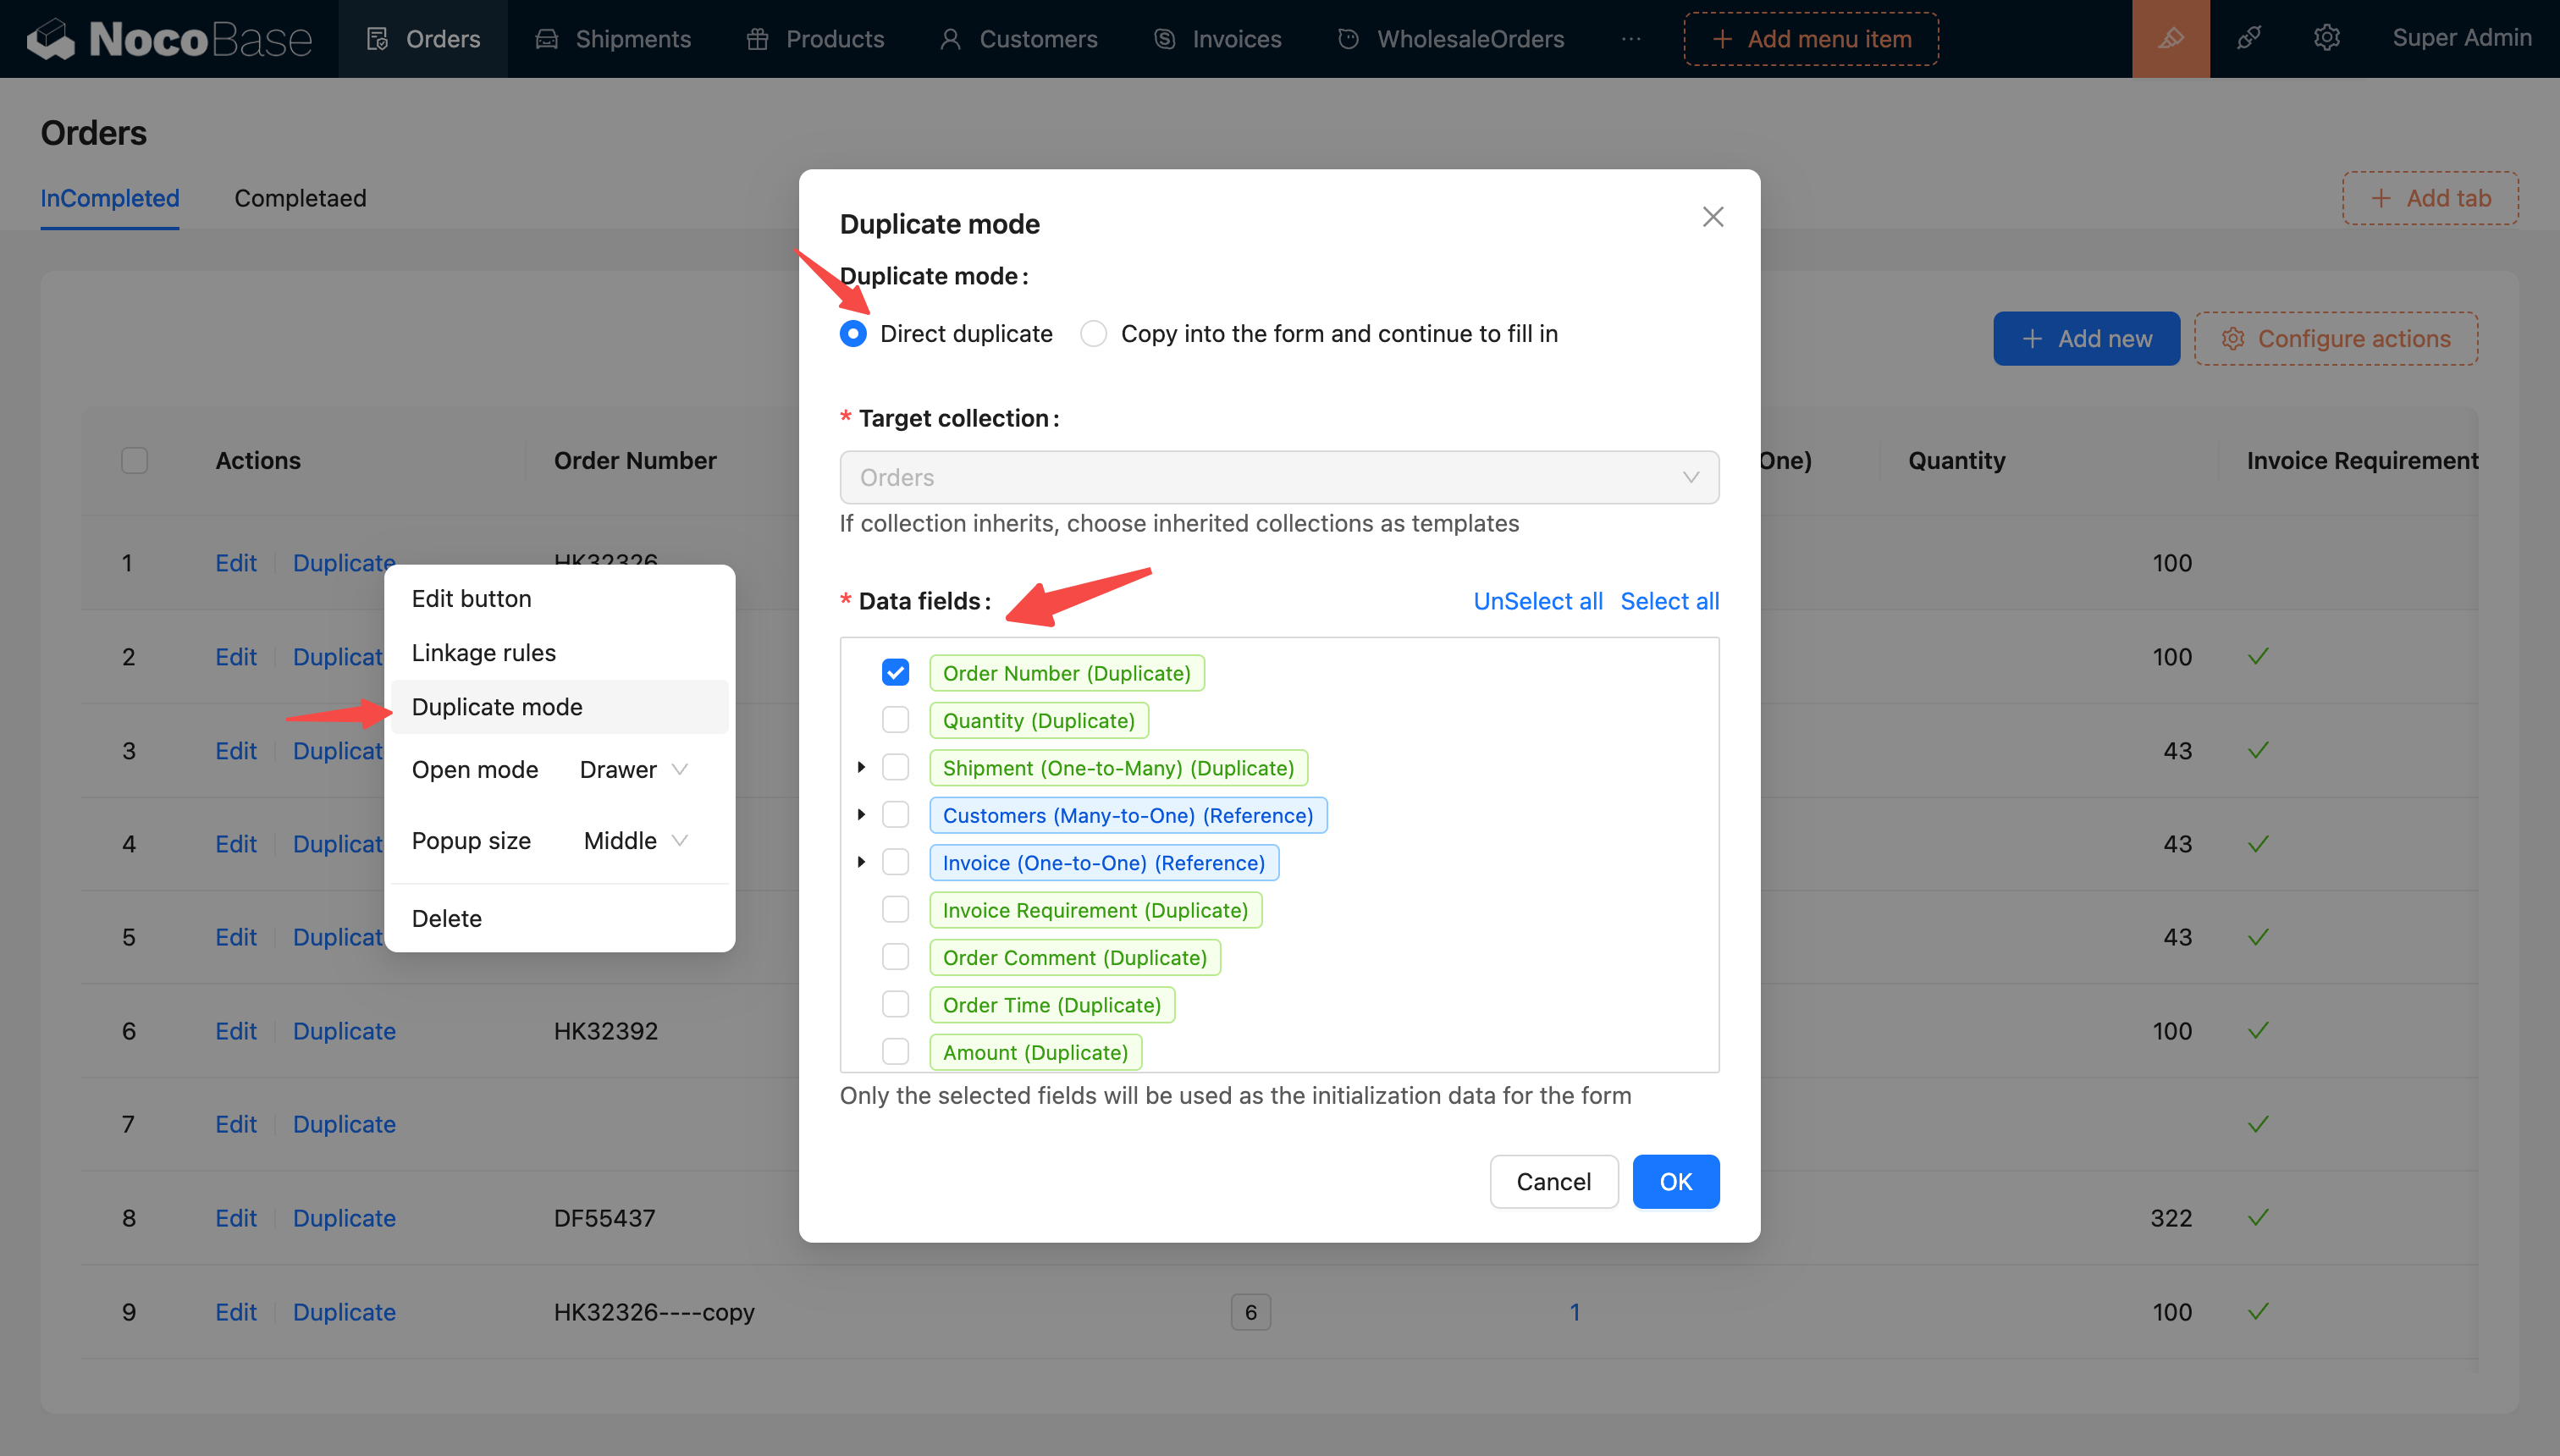 NocoBase Orders Shipments Products Customers Invoices WholesaleOrders ··· + Add menu item Super Admin
Orders
InCompleted Completaed + Add tab
+ Add new Configure actions
Actions Order Number One) Quantity Invoice Requirement
1 Edit Duplicate HK32326 100
2 Edit Duplicat 100
3 Edit Duplicat 43
4 Edit Duplicat 43
5 Edit Duplicat 43
6 Edit Duplicate HK32392 100
7 Edit Duplicate
8 Edit Duplicate DF55437 322
9 Edit Duplicate HK32326----copy 6 1 100
Edit button
Linkage rules
Duplicate mode
Open mode Drawer
Popup size Middle
Delete
Duplicate mode
Duplicate mode:
Direct duplicate Copy into the form and continue to fill in
* Target collection:
Orders
If collection inherits, choose inherited collections as templates
* Data fields: UnSelect all Select all
Order Number (Duplicate)
Quantity (Duplicate)
Shipment (One-to-Many) (Duplicate)
Customers (Many-to-One) (Reference)
Invoice (One-to-One) (Reference)
Invoice Requirement (Duplicate)
Order Comment (Duplicate)
Order Time (Duplicate)
Amount (Duplicate)
Only the selected fields will be used as the initialization data for the form
Cancel OK